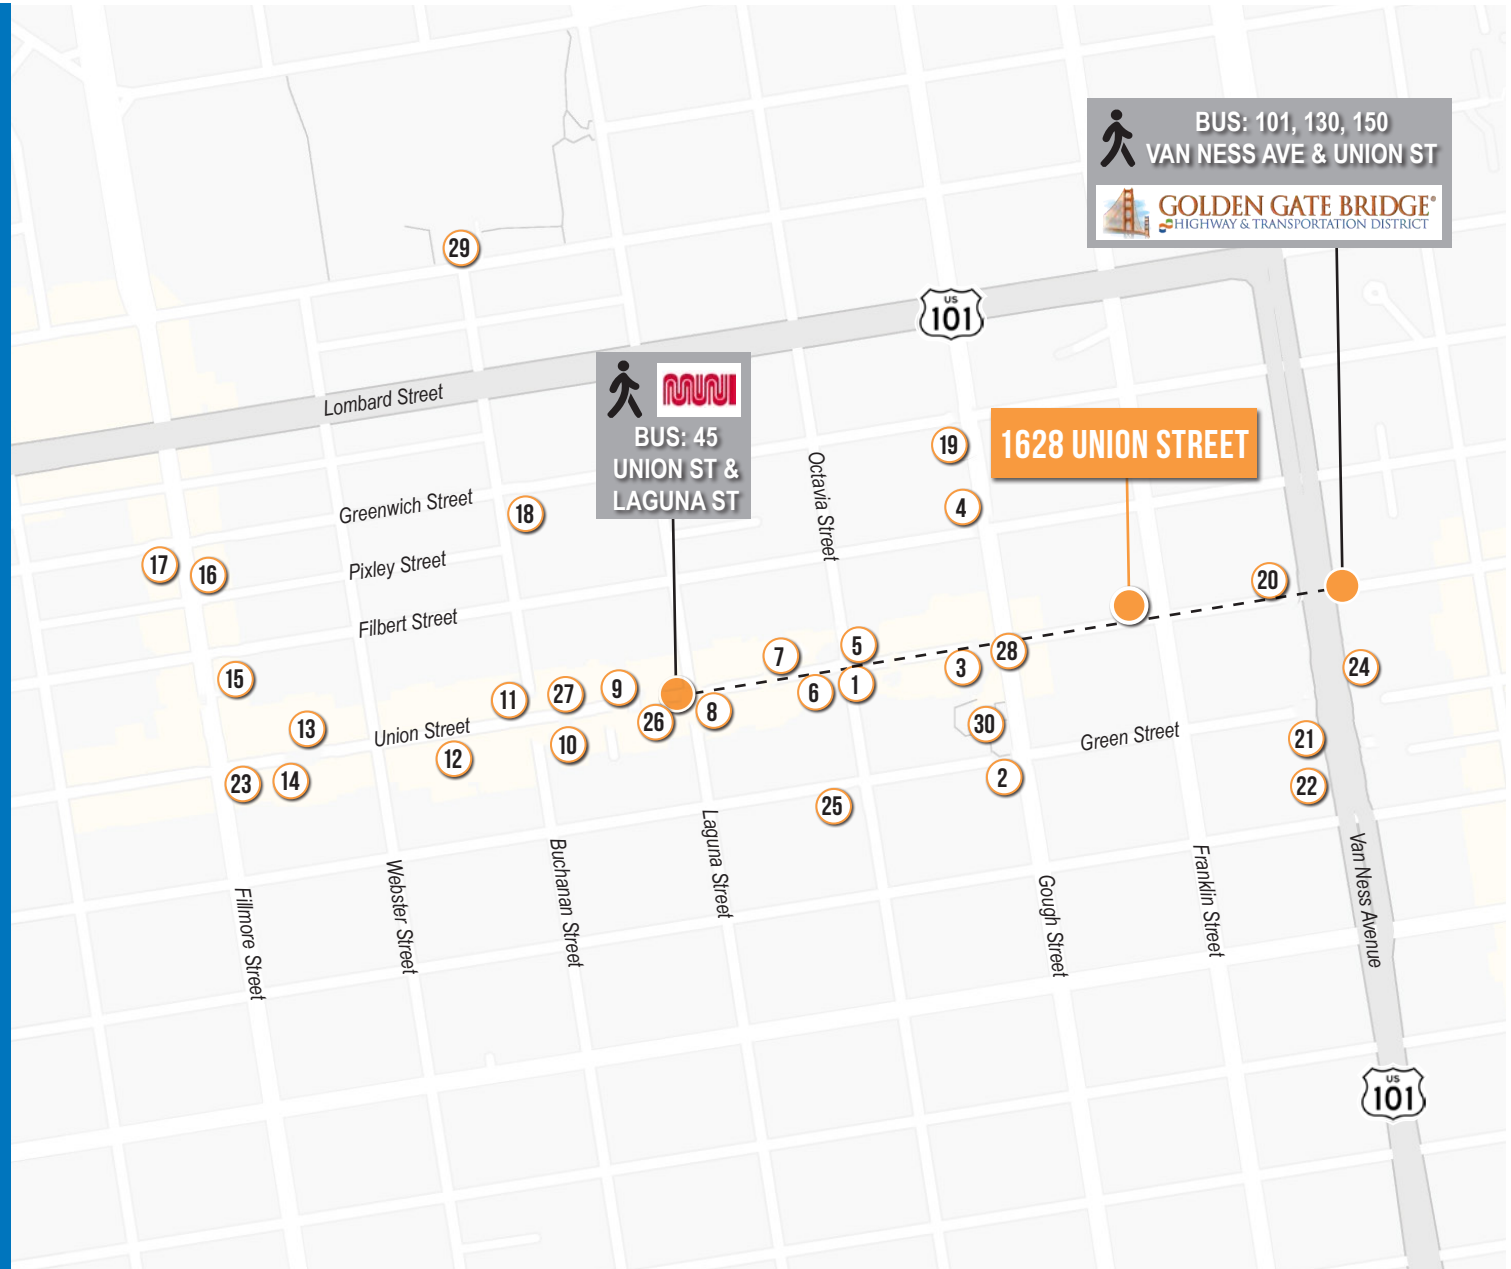 BUS: 101, 130, 150
VAN NESS AVE & UNION ST
GOLDEN GATE BRIDGE®
HIGHWAY & TRANSPORTATION DISTRICT
29
US
101
MUNI
BUS: 45
UNION ST &
LAGUNA ST
Lombard Street
1628 UNION STREET
19
4
Octavia Street
Greenwich Street
18
Pixley Street
17
16
Filbert Street
20
15
7
5
3
28
24
11
27
9
6
1
26
8
13
Union Street
12
10
30
Green Street
21
23
14
2
22
25
Fillmore Street
Webster Street
Buchanan Street
Laguna Street
Gough Street
Franklin Street
Van Ness Avenue
US
101